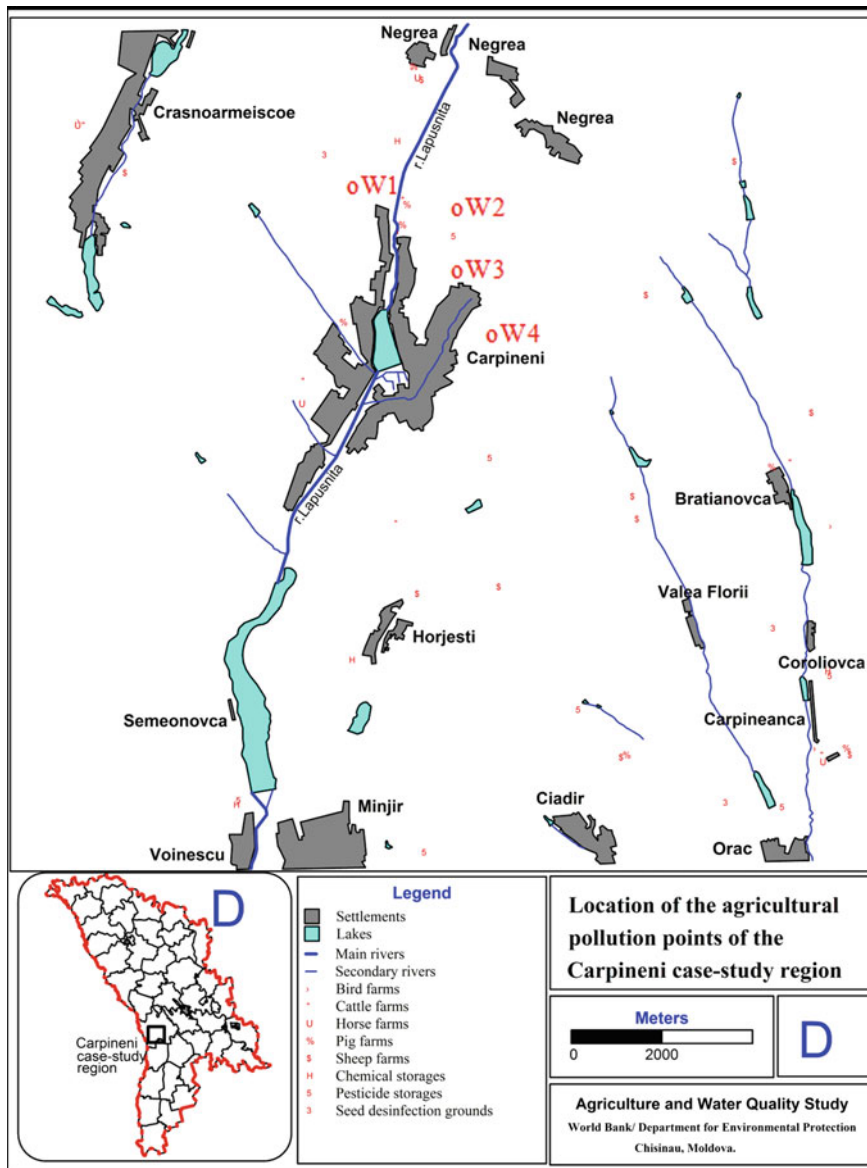 Negrea
Negrea
Negrea
Crasnoarmeiscoe
r.Lapusnita
oW1
oW2
oW3
oW4
Carpineni
r.Lapusnita
Bratianovca
Valea Florii
Horjesti
Coroliovca
Semeonovca
Carpineanca
Minjir
Ciadir
Voinescu
Orac
D
Carpineni
case-study
region
Legend
Settlements
Lakes
Main rivers
Secondary rivers
Bird farms
Cattle farms
U Horse farms
% Pig farms
$ Sheep farms
H Chemical storages
5 Pesticide storages
3 Seed desinfection grounds
Location of the agricultural
pollution points of the
Carpineni case-study region
Meters
0 2000
D
Agriculture and Water Quality Study
World Bank/ Department for Environmental Protection
Chisinau, Moldova.